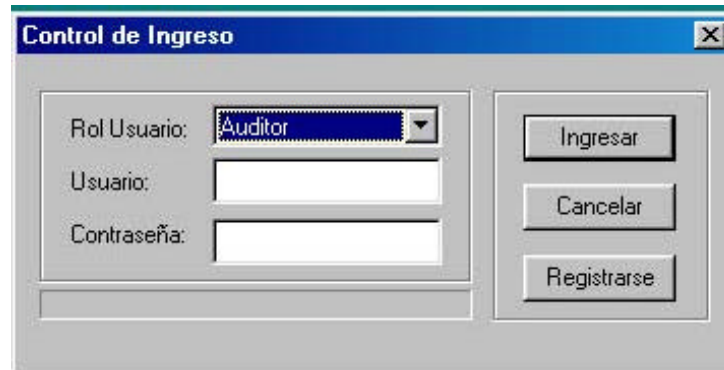 Control de Ingreso
Rol Usuario: Auditor
Usuario:
Contraseña:
Ingresar
Cancelar
Registrarse